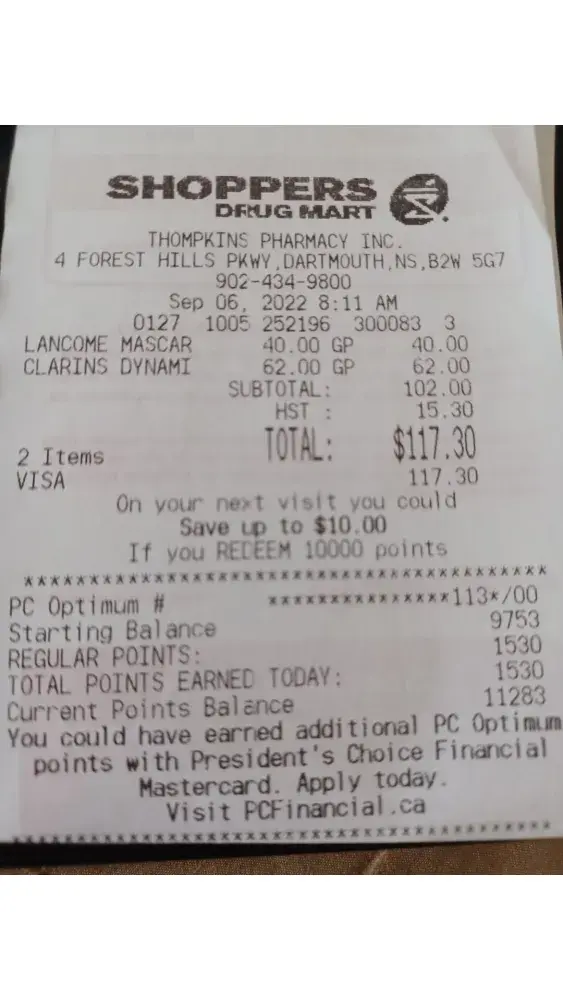 SHOPPERS
DRUG MART
THOMPKINS PHARMACY INC.
4 FOREST HILLS PKWY,DARTMOUTH,NS,B2W 5G7
902-434-9800
Sep 06, 2022 8:11 AM
0127 1005 252196 300083 3
LANCOME MASCAR 40.00 GP 40.00
CLARINS DYNAMI 62.00 GP 62.00
SUBTOTAL: 102.00
HST : 15.30
TOTAL: $117.30
2 Items
VISA 117.30
On your next visit you could
Save up to $10.00
If you REDEEM 10000 points
****************************************
PC Optimum # ***************113*/00
Starting Balance 9753
REGULAR POINTS: 1530
TOTAL POINTS EARNED TODAY: 1530
Current Points Balance 11283
You could have earned additional PC Optimum
points with President's Choice Financial
Mastercard. Apply today.
Visit PCFinancial.ca
****************************************